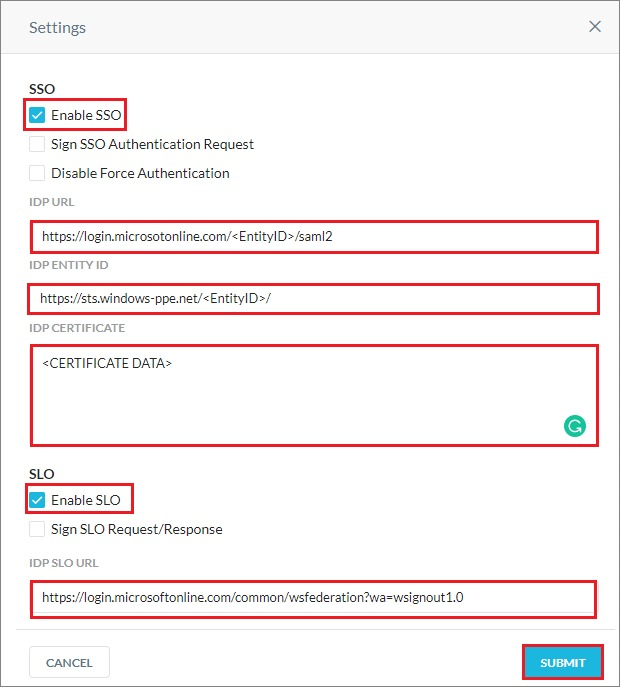 Settings
SSO
Enable SSO
Sign SSO Authentication Request
Disable Force Authentication
IDP URL
https://login.microsotonline.com/<EntityID>/saml2
IDP ENTITY ID
https://sts.windows-ppe.net/<EntityID>/
IDP CERTIFICATE
<CERTIFICATE DATA>
SLO
Enable SLO
Sign SLO Request/Response
IDP SLO URL
https://login.microsoftonline.com/common/wsfederation?wa=wsignout1.0
CANCEL
SUBMIT